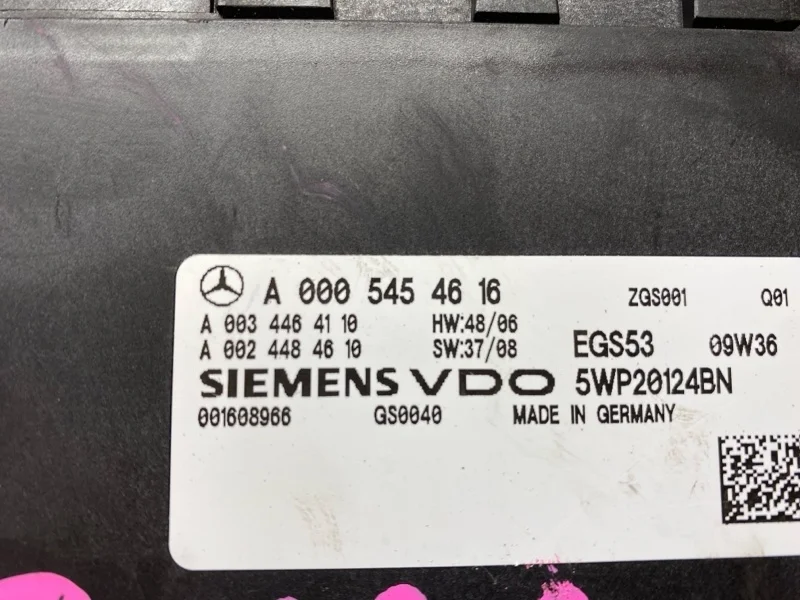 A 000 545 46 16 ZGS001 Q01
A 003 446 41 10 HW:48/06
A 002 448 46 10 SW:37/08 EGS53 09W36
SIEMENS VDO 5WP20124BN
001608966 GS0040 MADE IN GERMANY